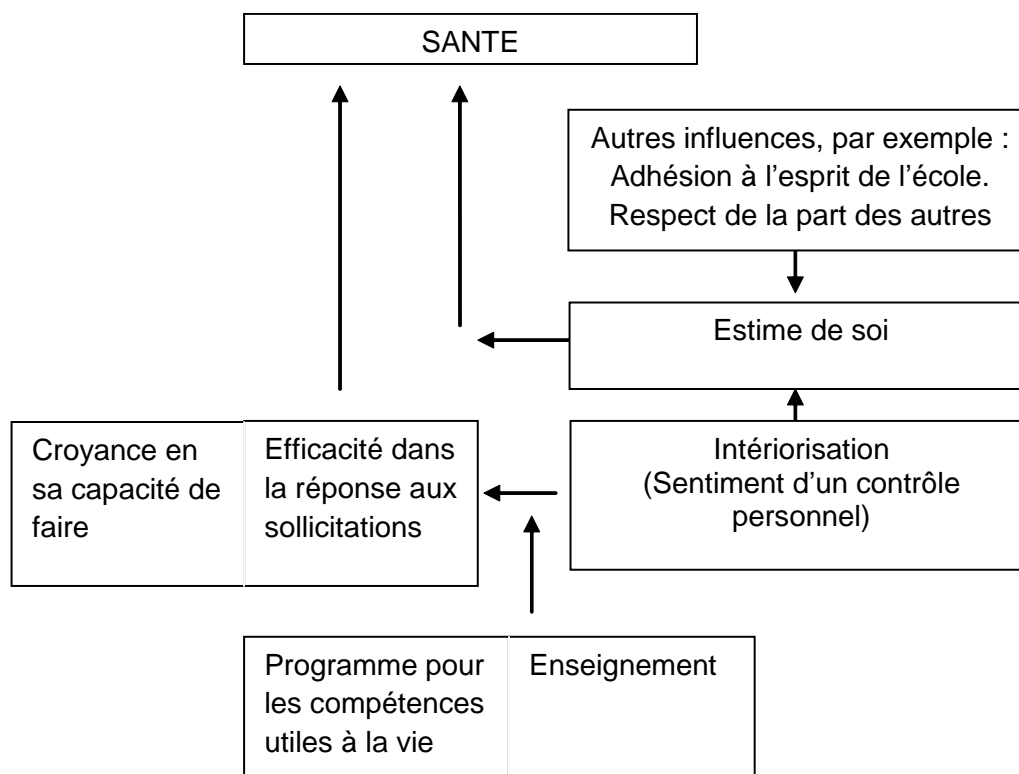 SANTE
Autres influences, par exemple :
Adhésion à l’esprit de l’école.
Respect de la part des autres
Estime de soi
Croyance en
sa capacité de
faire
Efficacité dans
la réponse aux
sollicitations
Intériorisation
(Sentiment d’un contrôle
personnel)
Programme pour
les compétences
utiles à la vie
Enseignement